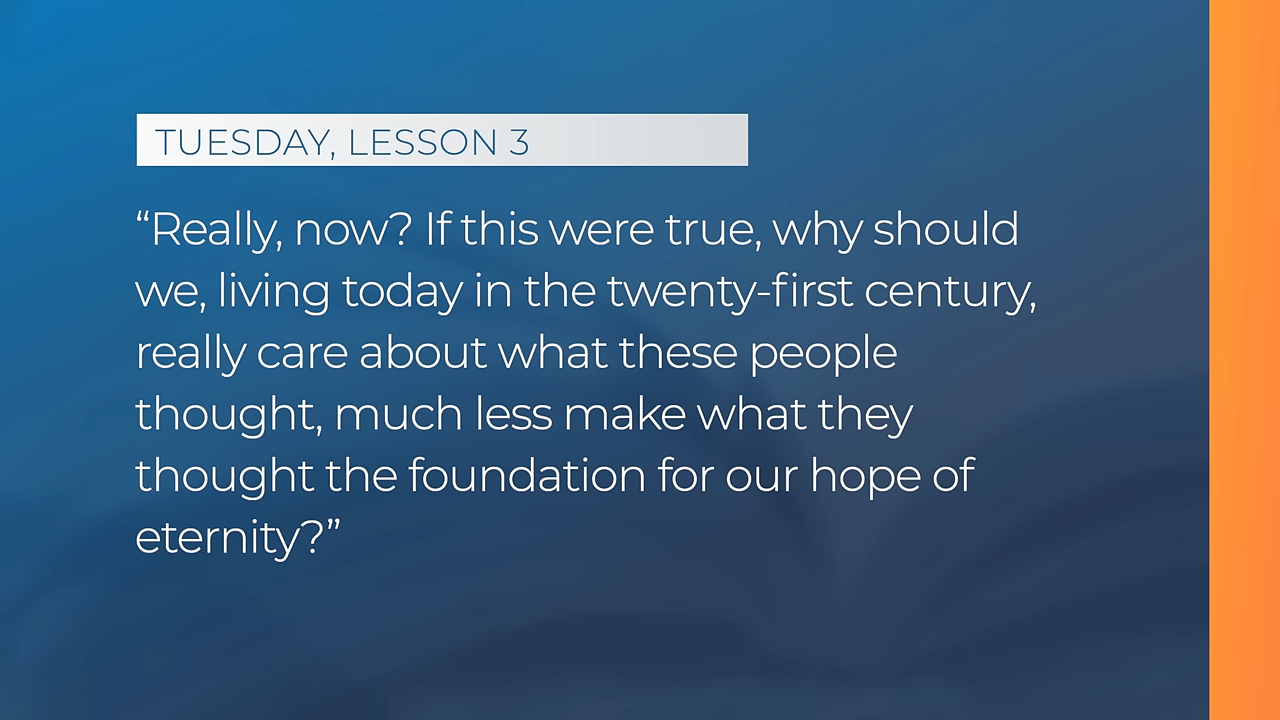 TUESDAY, LESSON 3
“Really, now? If this were true, why should
we, living today in the twenty-first century,
really care about what these people
thought, much less make what they
thought the foundation for our hope of
eternity?”